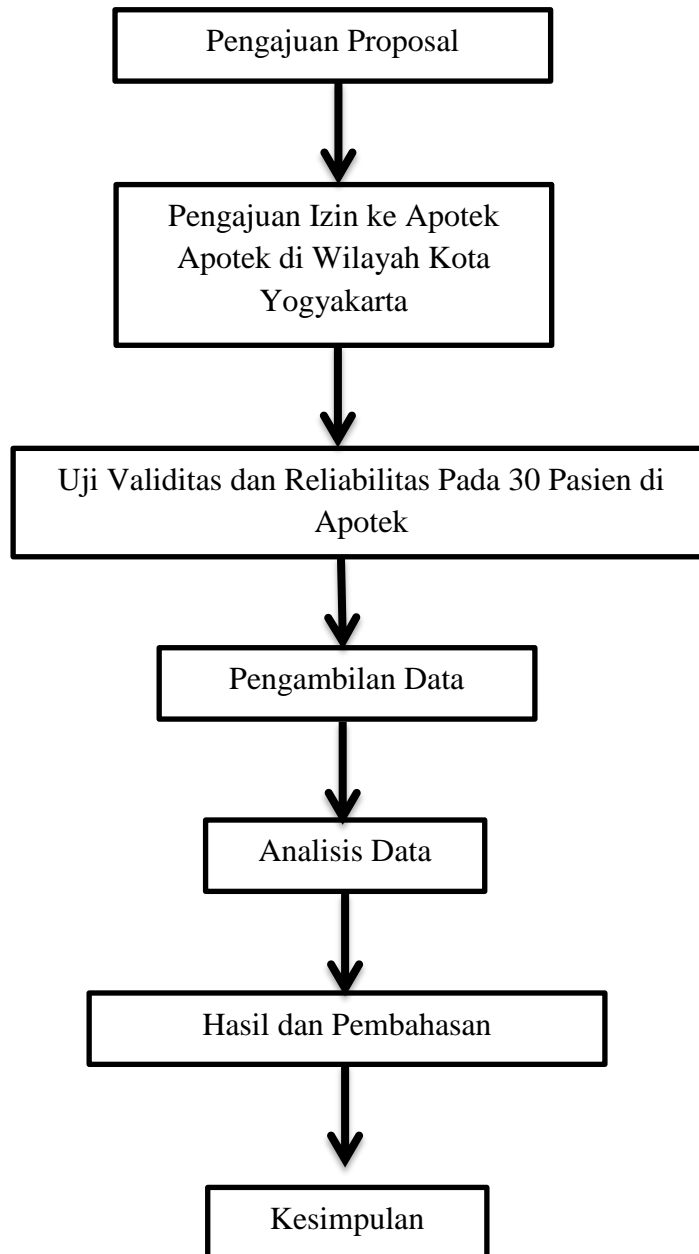 Pengajuan Proposal
Pengajuan Izin ke Apotek
Apotek di Wilayah Kota
Yogyakarta
Uji Validitas dan Reliabilitas Pada 30 Pasien di
Apotek
Pengambilan Data
Analisis Data
Hasil dan Pembahasan
Kesimpulan